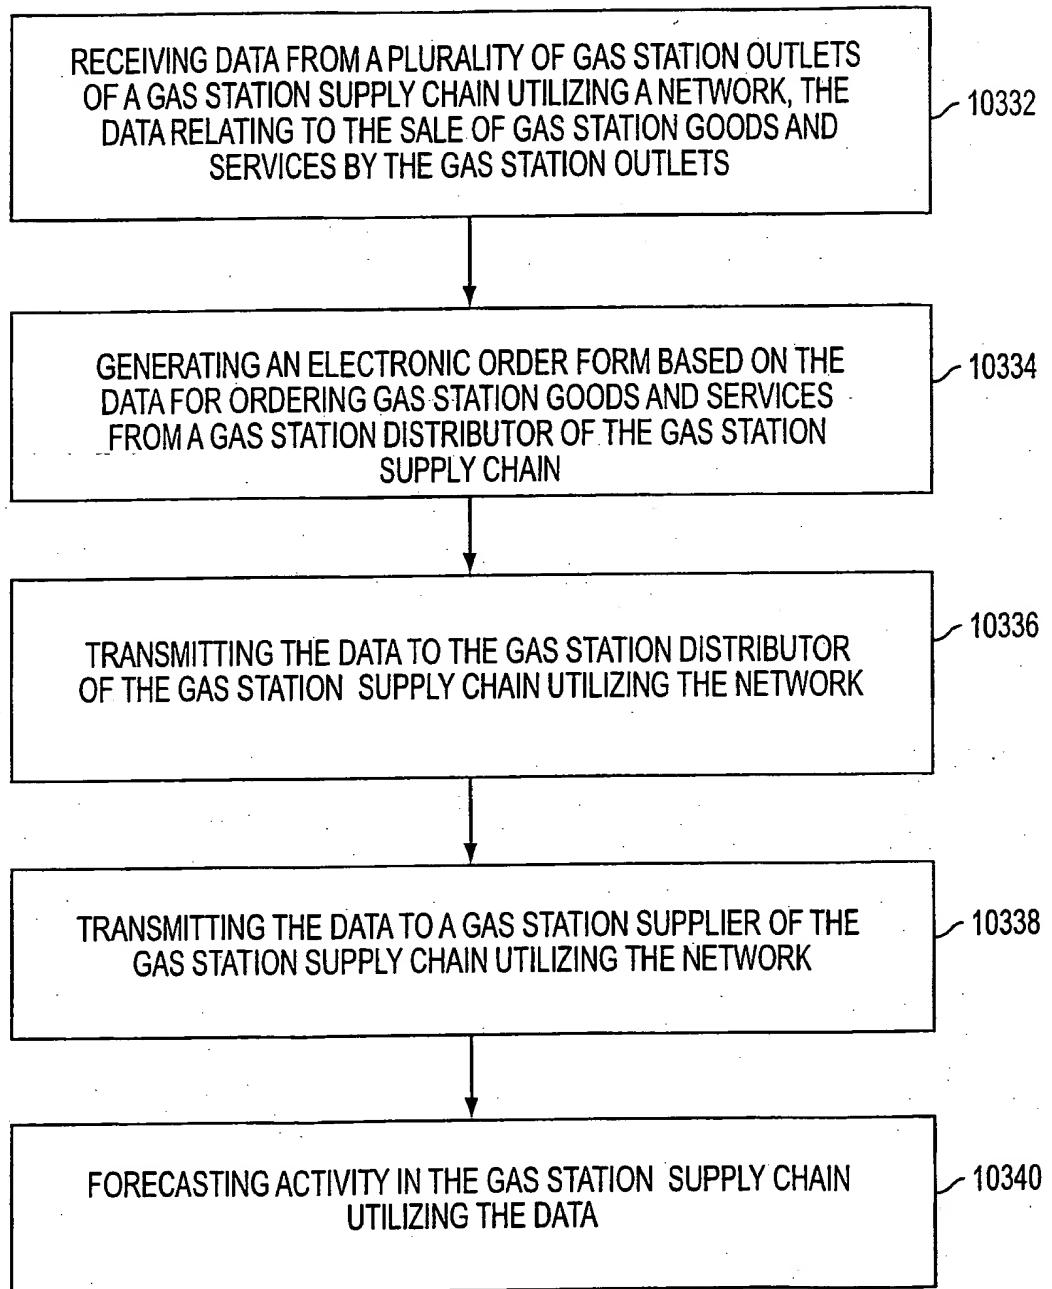 RECEIVING DATA FROM A PLURALITY OF GAS STATION OUTLETS
OF A GAS STATION SUPPLY CHAIN UTILIZING A NETWORK, THE
DATA RELATING TO THE SALE OF GAS STATION GOODS AND
SERVICES BY THE GAS STATION OUTLETS
10332
GENERATING AN ELECTRONIC ORDER FORM BASED ON THE
DATA FOR ORDERING GAS STATION GOODS AND SERVICES
FROM A GAS STATION DISTRIBUTOR OF THE GAS STATION
SUPPLY CHAIN
10334
TRANSMITTING THE DATA TO THE GAS STATION DISTRIBUTOR
OF THE GAS STATION SUPPLY CHAIN UTILIZING THE NETWORK
10336
TRANSMITTING THE DATA TO A GAS STATION SUPPLIER OF THE
GAS STATION SUPPLY CHAIN UTILIZING THE NETWORK
10338
FORECASTING ACTIVITY IN THE GAS STATION SUPPLY CHAIN
UTILIZING THE DATA
10340